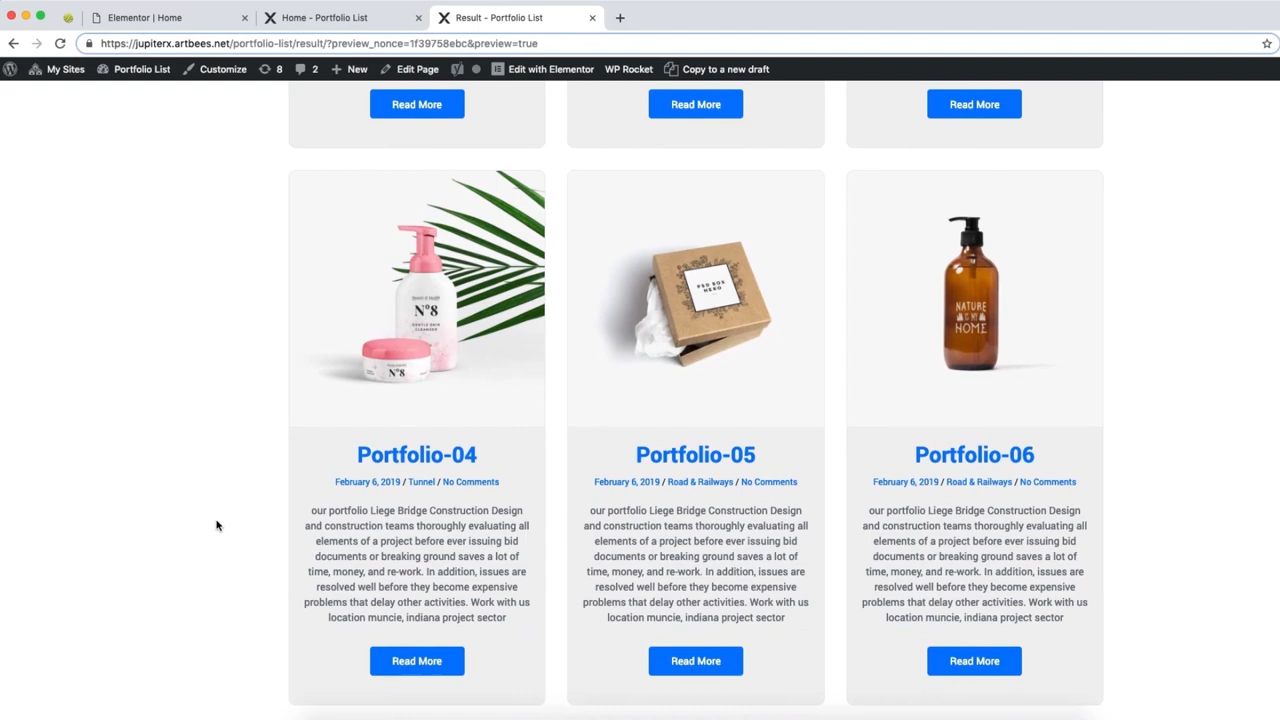 Elementor | Home
Home - Portfolio List
Result - Portfolio List
https://jupiterx.artbees.net/portfolio-list/result/?preview_nonce=1f39758ebc&preview=true
My Sites Portfolio List Customize 8 2 New Edit Page Edit with Elementor WP Rocket Copy to a new draft
Read More Read More Read More
Nº8
GENTLE SKIN
CLEANSER
Nº8
PSD BOX
HERO
NATURE
IS MY
HOME
Portfolio-04
February 6, 2019 / Tunnel / No Comments
our portfolio Liege Bridge Construction Design
and construction teams thoroughly evaluating all
elements of a project before ever issuing bid
documents or breaking ground saves a lot of
time, money, and re-work. In addition, issues are
resolved well before they become expensive
problems that delay other activities. Work with us
location muncie, indiana project sector
Read More
Portfolio-05
February 6, 2019 / Road & Railways / No Comments
our portfolio Liege Bridge Construction Design
and construction teams thoroughly evaluating all
elements of a project before ever issuing bid
documents or breaking ground saves a lot of
time, money, and re-work. In addition, issues are
resolved well before they become expensive
problems that delay other activities. Work with us
location muncie, indiana project sector
Read More
Portfolio-06
February 6, 2019 / Road & Railways / No Comments
our portfolio Liege Bridge Construction Design
and construction teams thoroughly evaluating all
elements of a project before ever issuing bid
documents or breaking ground saves a lot of
time, money, and re-work. In addition, issues are
resolved well before they become expensive
problems that delay other activities. Work with us
location muncie, indiana project sector
Read More